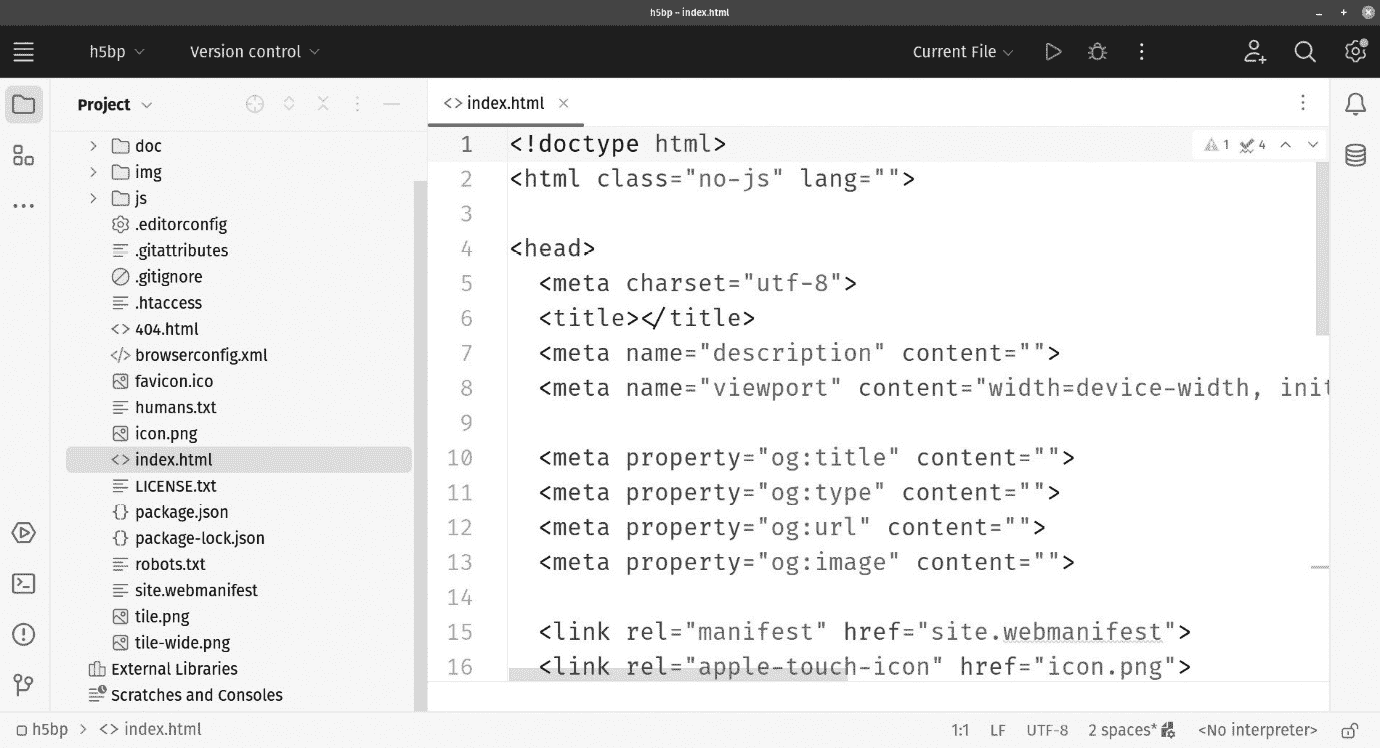 h5bp – index.html
h5bp
Version control
Current File
Project
doc
img
js
.editorconfig
.gitattributes
.gitignore
.htaccess
404.html
browserconfig.xml
favicon.ico
humans.txt
icon.png
index.html
LICENSE.txt
package.json
package-lock.json
robots.txt
site.webmanifest
tile.png
tile-wide.png
External Libraries
Scratches and Consoles
<> index.html
1 4
1 <!doctype html>
2 <html class="no-js" lang="">
3
4 <head>
5 <meta charset="utf-8">
6 <title></title>
7 <meta name="description" content="">
8 <meta name="viewport" content="width=device-width, init
9
10 <meta property="og:title" content="">
11 <meta property="og:type" content="">
12 <meta property="og:url" content="">
13 <meta property="og:image" content="">
14
15 <link rel="manifest" href="site.webmanifest">
16 <link rel="apple-touch-icon" href="icon.png">
h5bp > <> index.html
1:1 LF UTF-8 2 spaces* <No interpreter>